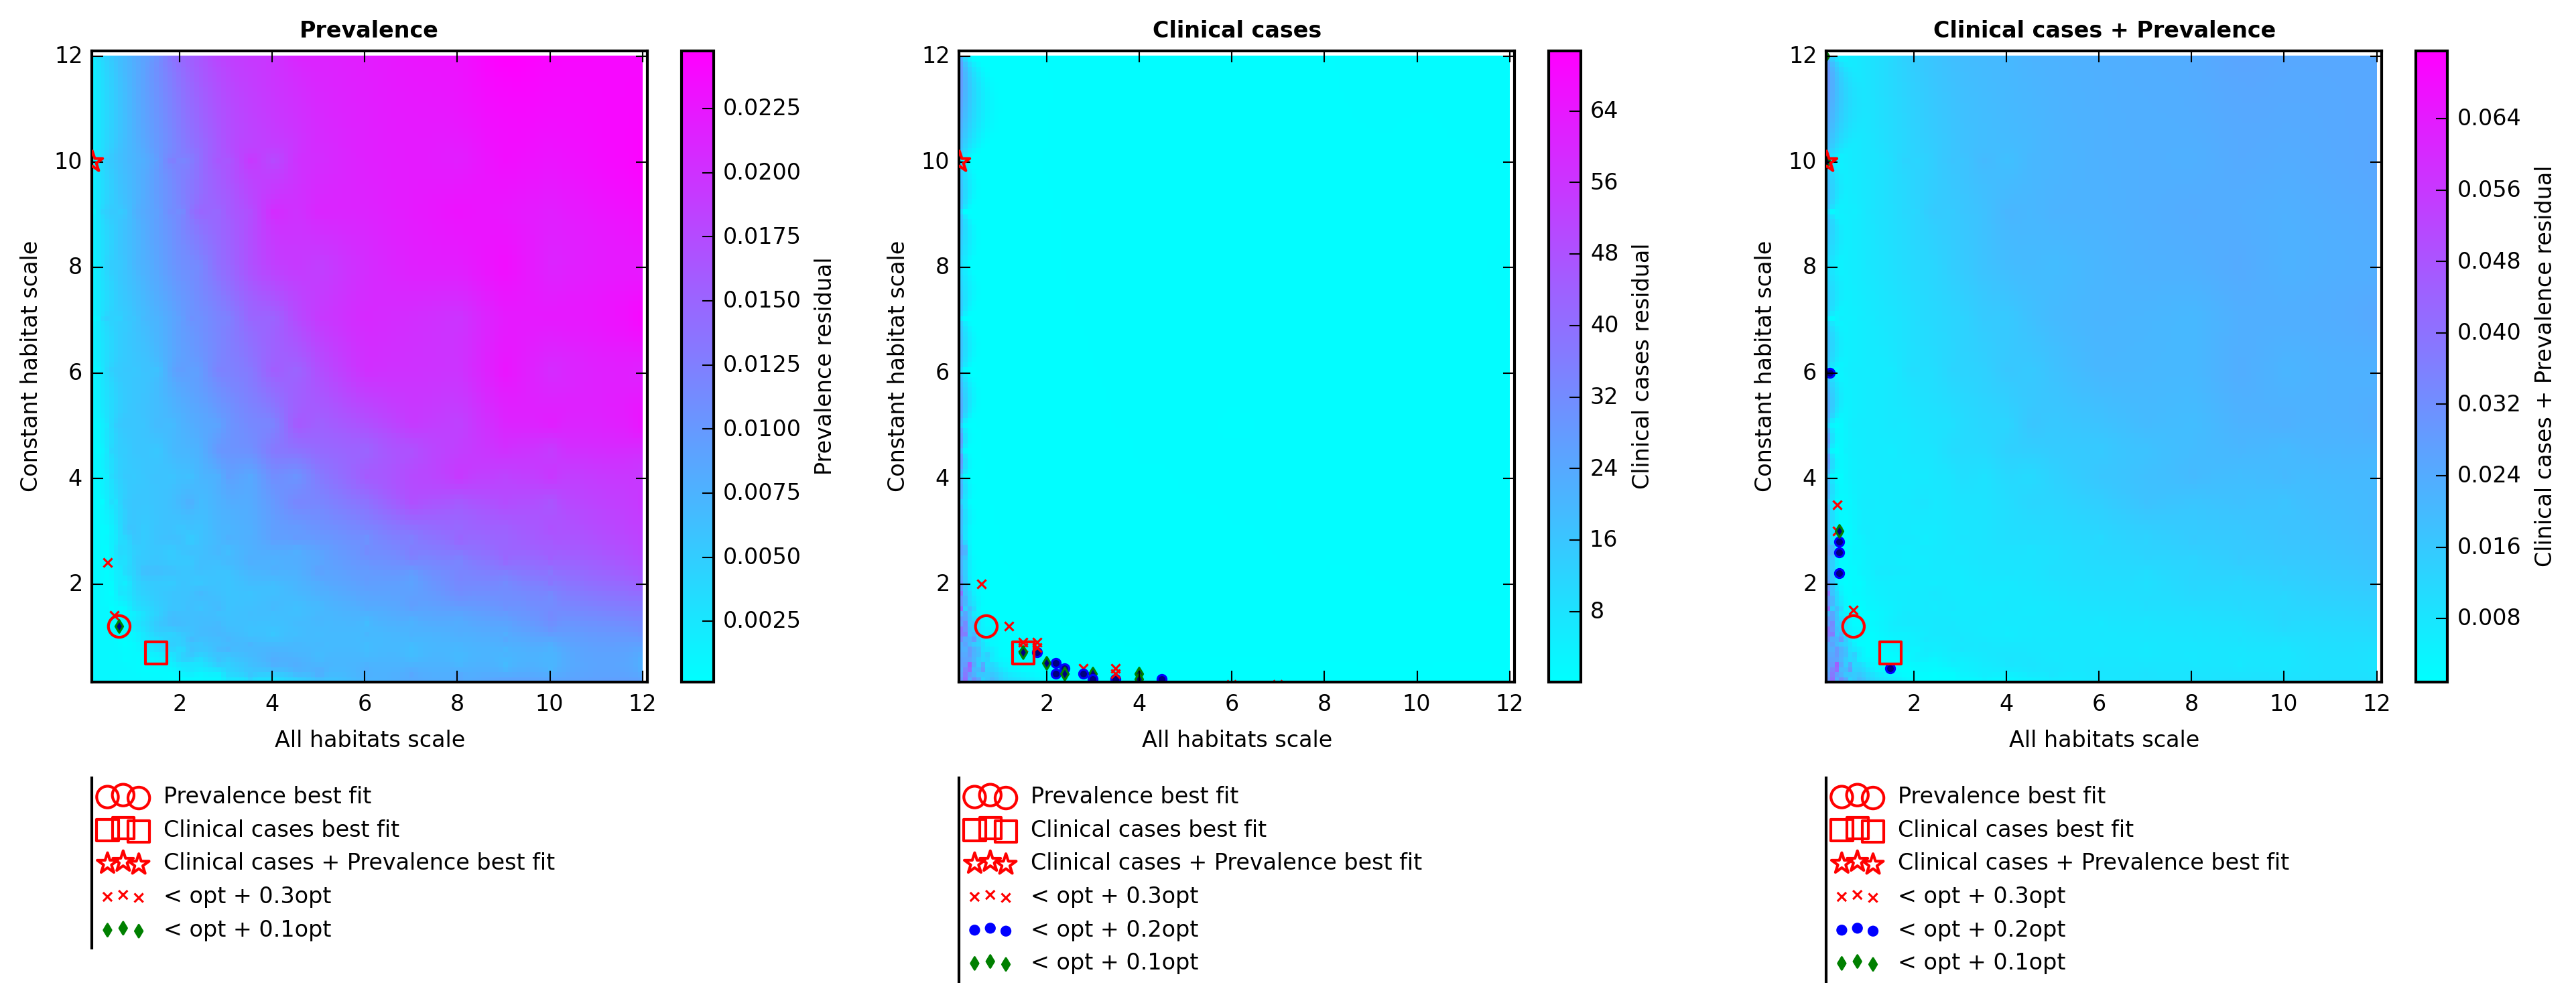 Prevalence
12
10
8
6
4
2
Constant habitat scale
2 4 6 8 10 12
All habitats scale
0.0225
0.0200
0.0175
0.0150
0.0125
0.0100
0.0075
0.0050
0.0025
Prevalence residual
Prevalence best fit
Clinical cases best fit
Clinical cases + Prevalence best fit
< opt + 0.3opt
< opt + 0.1opt
Clinical cases
12
10
8
6
4
2
Constant habitat scale
2 4 6 8 10 12
All habitats scale
64
56
48
40
32
24
16
8
Clinical cases residual
Prevalence best fit
Clinical cases best fit
Clinical cases + Prevalence best fit
< opt + 0.3opt
< opt + 0.2opt
< opt + 0.1opt
Clinical cases + Prevalence
12
10
8
6
4
2
Constant habitat scale
2 4 6 8 10 12
All habitats scale
0.064
0.056
0.048
0.040
0.032
0.024
0.016
0.008
Clinical cases + Prevalence residual
Prevalence best fit
Clinical cases best fit
Clinical cases + Prevalence best fit
< opt + 0.3opt
< opt + 0.2opt
< opt + 0.1opt